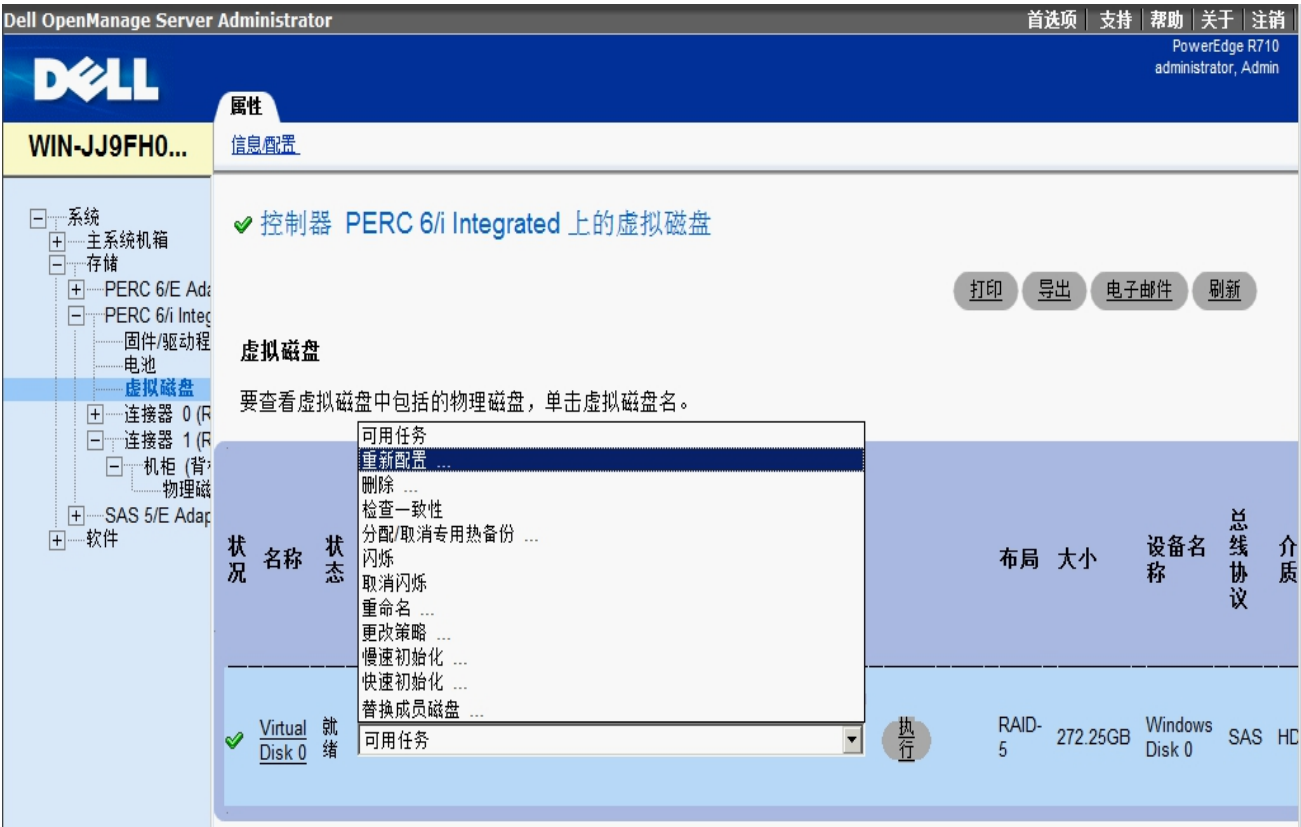 Dell OpenManage Server Administrator
首选项 | 支持 | 帮助 | 关于 | 注销
PowerEdge R710
administrator, Admin
DELL
属性
WIN-JJ9FH0...
信息/配置
系统
主系统机箱
存储
PERC 6/E Ada
PERC 6/i Integ
固件/驱动程
电池
虚拟磁盘
连接器 0 (R
连接器 1 (R
机柜 (背
物理磁
SAS 5/E Adap
软件
控制器 PERC 6/i Integrated 上的虚拟磁盘
打印
导出
电子邮件
刷新
虚拟磁盘
要查看虚拟磁盘中包括的物理磁盘，单击虚拟磁盘名。
可用任务
重新配置 ...
删除 ...
检查一致性
分配/取消专用热备份 ...
闪烁
取消闪烁
重命名 ...
更改策略 ...
慢速初始化 ...
快速初始化 ...
替换成员磁盘 ...
状况
名称
状态
布局
大小
设备名称
总线协议
介质
Virtual
Disk 0
就绪
可用任务
执行
RAID-
5
272.25GB
Windows
Disk 0
SAS
HD